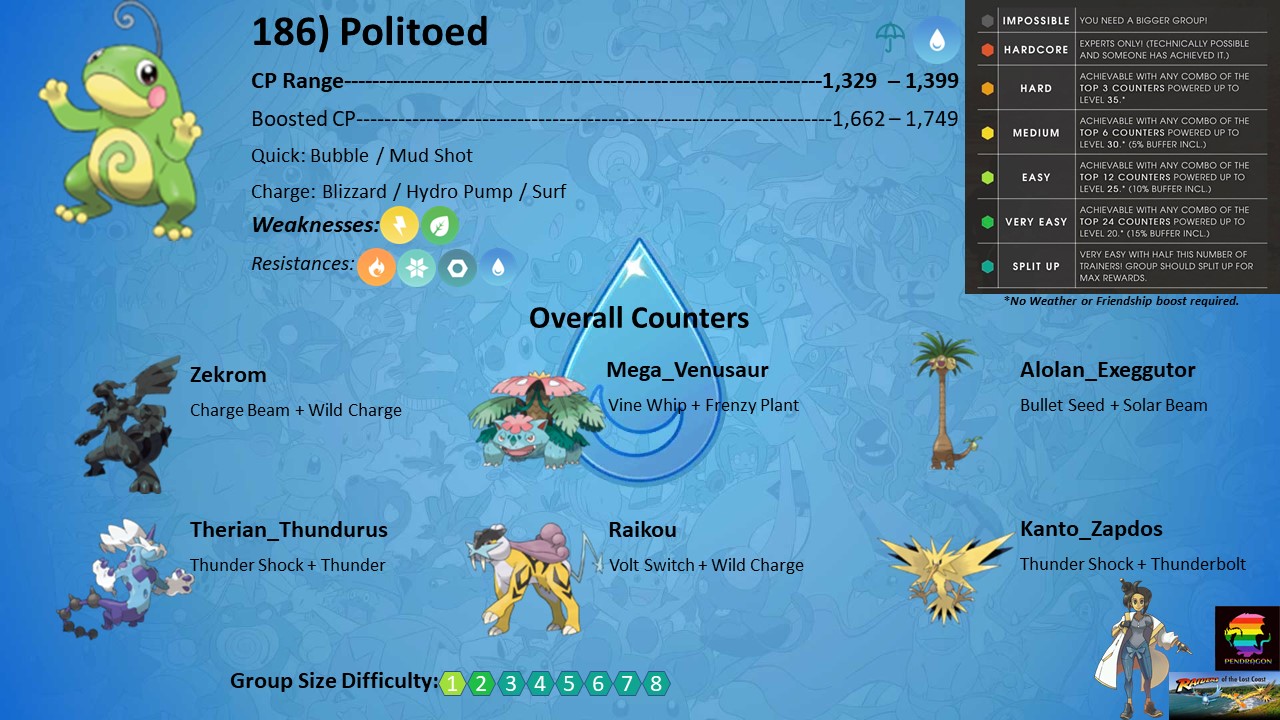 186) Politoed
CP Range--------------------------------------------------------------------1,329 – 1,399
Boosted CP--------------------------------------------------------------------1,662 – 1,749
Quick: Bubble / Mud Shot
Charge: Blizzard / Hydro Pump / Surf
Weaknesses:
Resistances:
IMPOSSIBLE YOU NEED A BIGGER GROUP!
HARDCORE EXPERTS ONLY! (TECHNICALLY POSSIBLE
AND SOMEONE HAS ACHIEVED IT.)
HARD ACHIEVABLE WITH ANY COMBO OF THE
TOP 3 COUNTERS POWERED UP TO
LEVEL 35.*
MEDIUM ACHIEVABLE WITH ANY COMBO OF THE
TOP 6 COUNTERS POWERED UP TO
LEVEL 30.* (5% BUFFER INCL.)
EASY ACHIEVABLE WITH ANY COMBO OF THE
TOP 12 COUNTERS POWERED UP TO
LEVEL 25.* (10% BUFFER INCL.)
VERY EASY ACHIEVABLE WITH ANY COMBO OF THE
TOP 24 COUNTERS POWERED UP TO
LEVEL 20.* (15% BUFFER INCL.)
SPLIT UP VERY EASY WITH HALF THIS NUMBER OF
TRAINERS! GROUP SHOULD SPLIT UP FOR
MAX REWARDS.
*No Weather or Friendship boost required.
Overall Counters
Zekrom
Charge Beam + Wild Charge
Mega_Venusaur
Vine Whip + Frenzy Plant
Alolan_Exeggutor
Bullet Seed + Solar Beam
Therian_Thundurus
Thunder Shock + Thunder
Raikou
Volt Switch + Wild Charge
Kanto_Zapdos
Thunder Shock + Thunderbolt
Group Size Difficulty: 1 2 3 4 5 6 7 8
PENDRAGON
RAIDERS of the Lost Coast